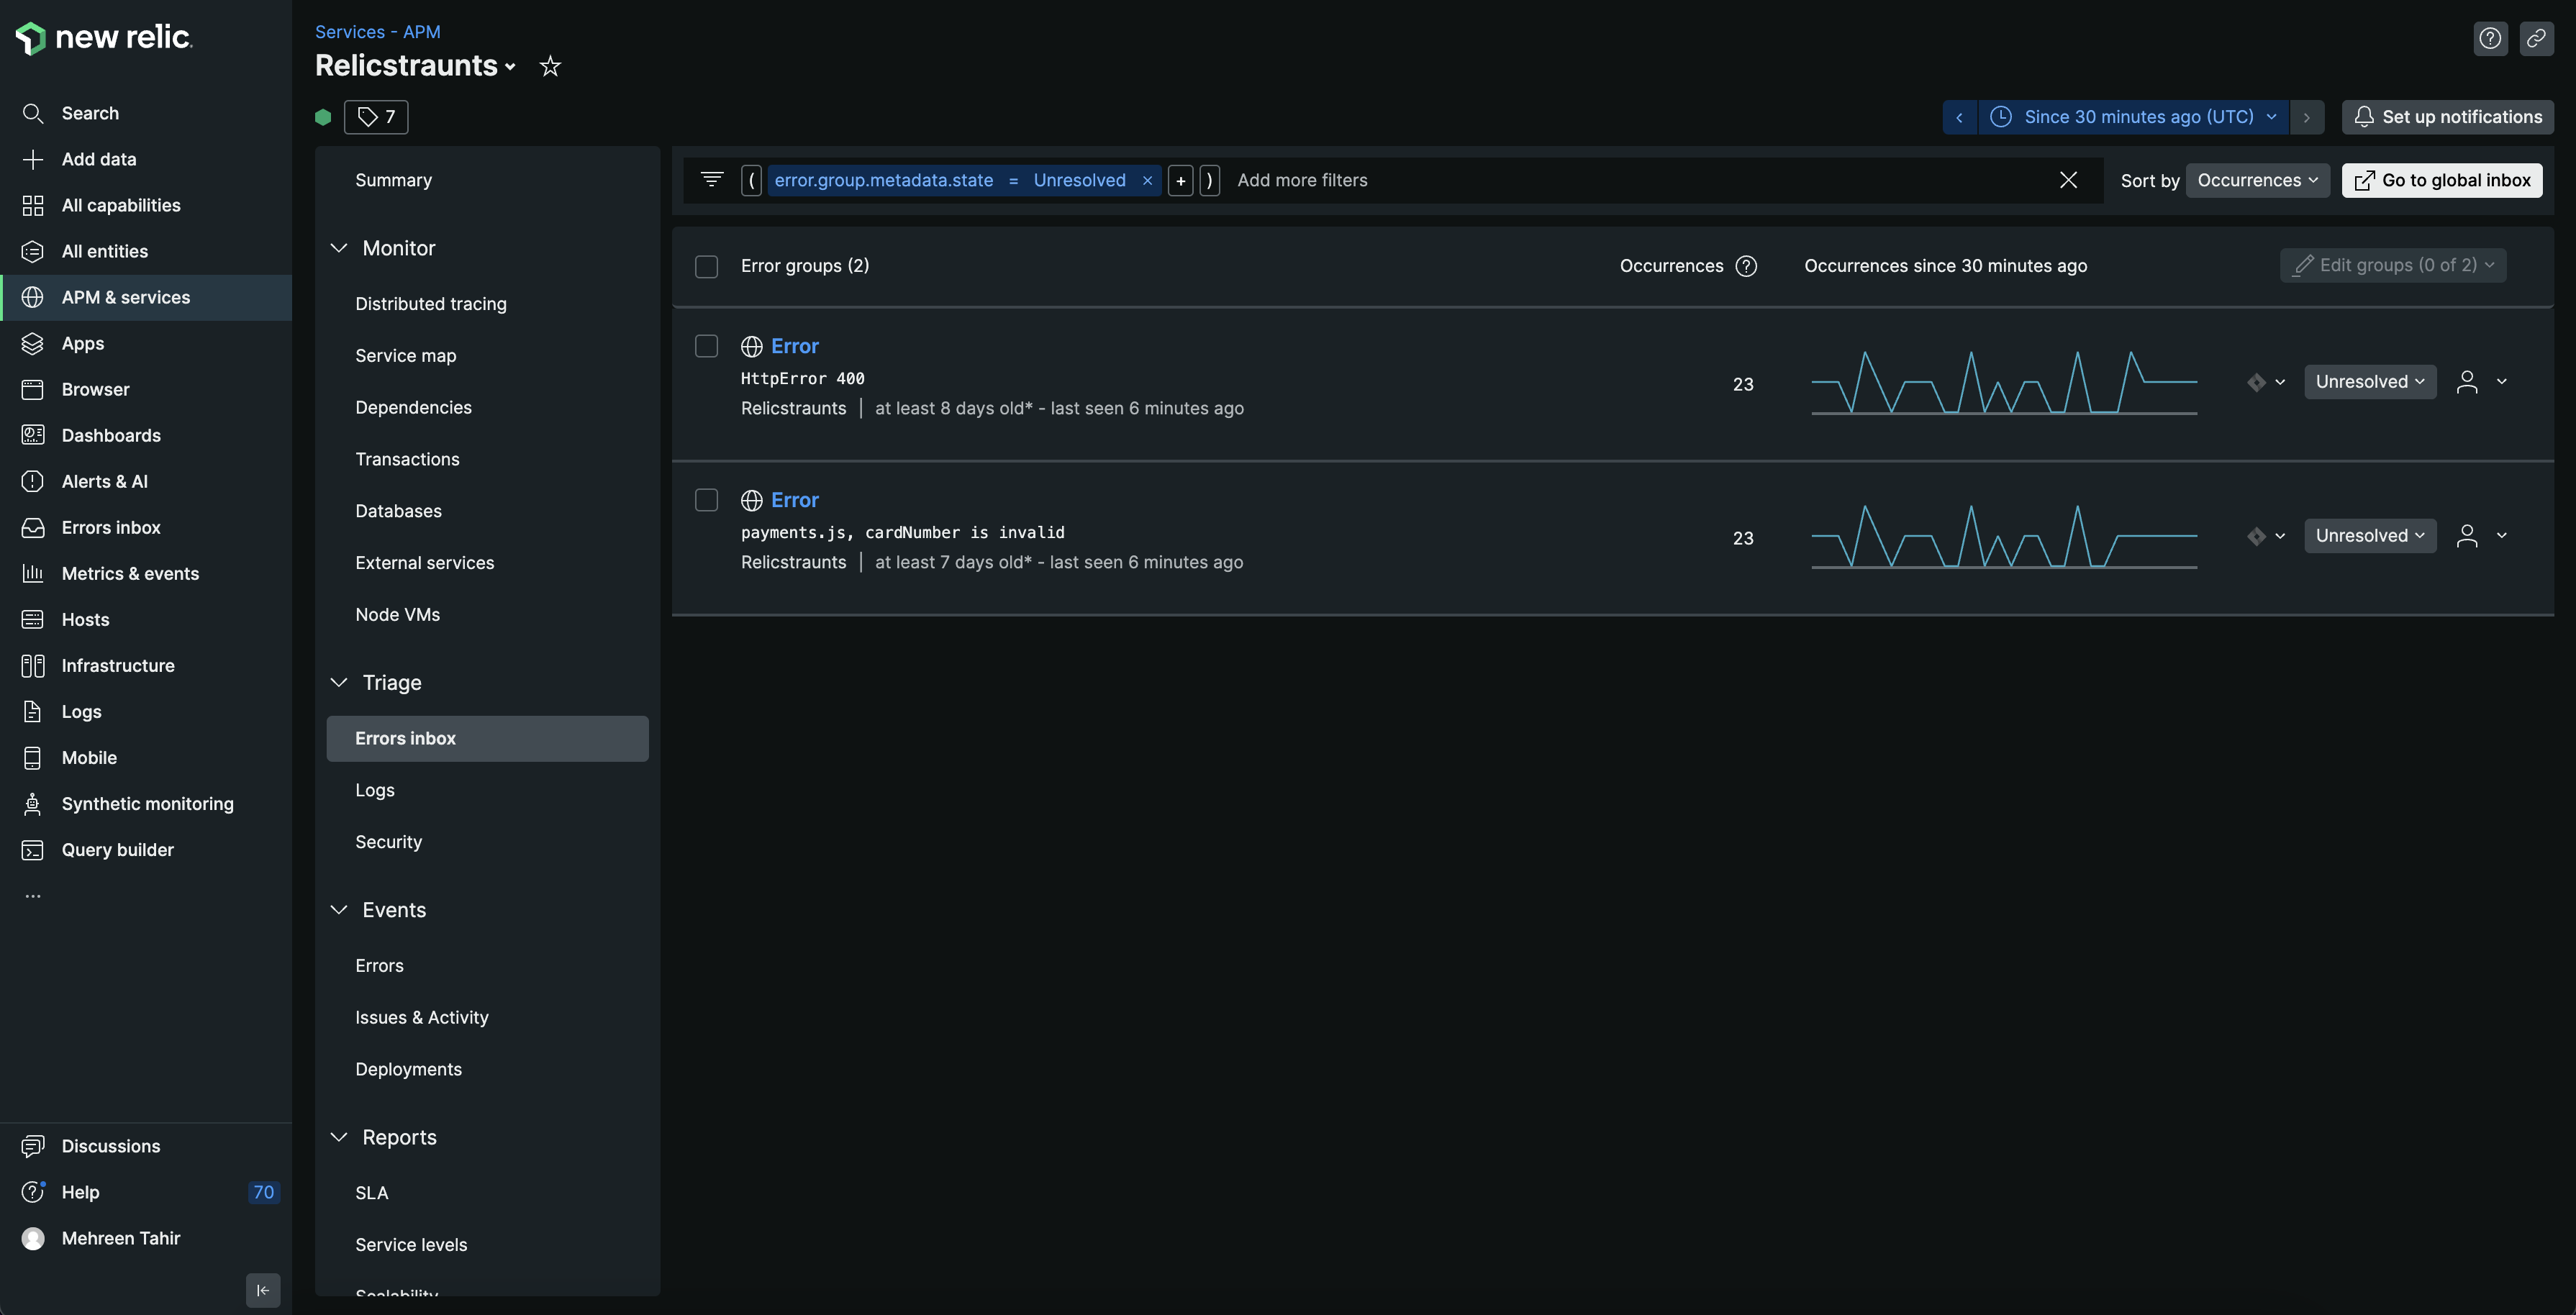 new relic.
Search
Add data
All capabilities
All entities
APM & services
Apps
Browser
Dashboards
Alerts & AI
Errors inbox
Metrics & events
Hosts
Infrastructure
Logs
Mobile
Synthetic monitoring
Query builder
...
Discussions
Help 70
Mehreen Tahir
Services - APM
Relicstraunts
7
Since 30 minutes ago (UTC)
Set up notifications
Summary
Monitor
Distributed tracing
Service map
Dependencies
Transactions
Databases
External services
Node VMs
Triage
Errors inbox
Logs
Security
Events
Errors
Issues & Activity
Deployments
Reports
SLA
Service levels
Scalability
( error.group.metadata.state = Unresolved × + ) Add more filters
Sort by Occurrences
Go to global inbox
Error groups (2) Occurrences ? Occurrences since 30 minutes ago Edit groups (0 of 2)
Error
HttpError 400
Relicstraunts | at least 8 days old* - last seen 6 minutes ago
23
Unresolved
Error
payments.js, cardNumber is invalid
Relicstraunts | at least 7 days old* - last seen 6 minutes ago
23
Unresolved